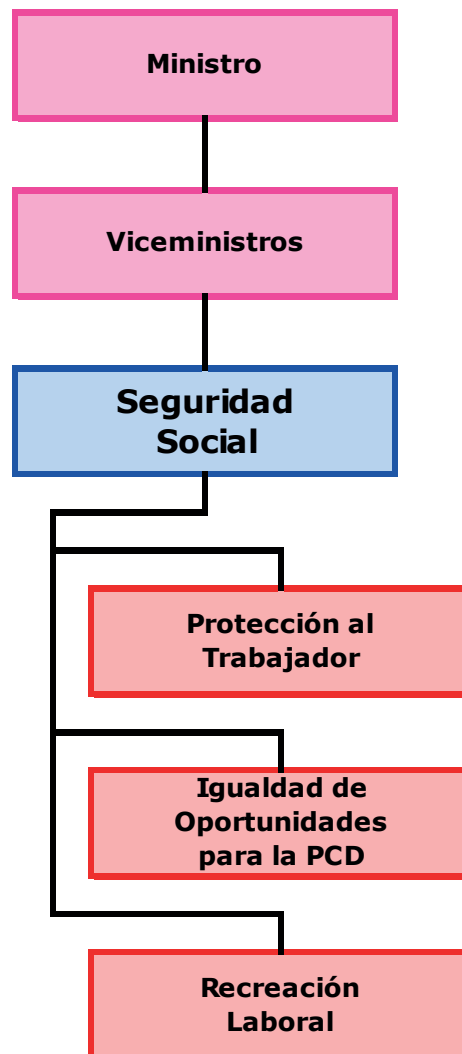 Ministro
Viceministros
Seguridad
Social
Protección al
Trabajador
Igualdad de
Oportunidades
para la PCD
Recreación
Laboral